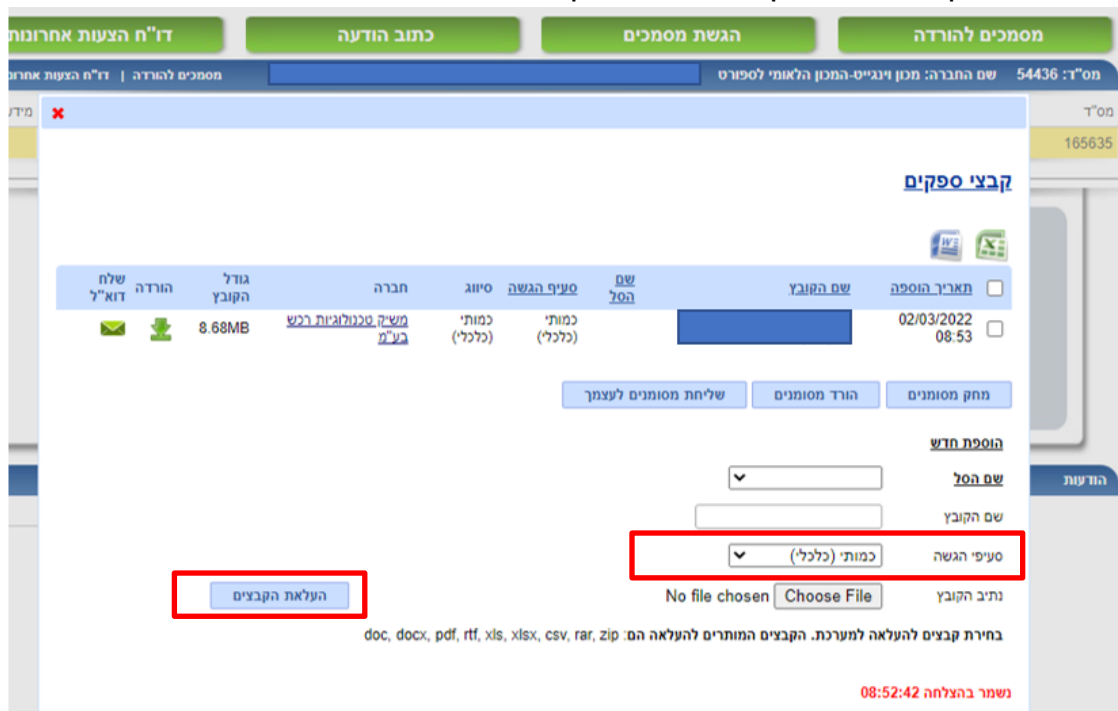 מסמכים להורדה
הגשת מסמכים
כתוב הודעה
דו"ח הצעות אחרונות
מס"ד: 54436 שם החברה: מכון וינגייט-המכון הלאומי לספורט
מסמכים להורדה | דו"ח הצעות
מס"ד
165635
קבצי ספקים
תאריך הוספה שם הקובץ שם הסל סעיף הגשה סיווג חברה גודל הקובץ הורדה שלח דוא"ל
02/03/2022 08:53 כמותי (כלכלי) כמותי (כלכלי) משיק טכנולוגיות רכש בע"מ 8.68MB
מחק מסומנים הורד מסומנים שליחת מסומנים לעצמך
הוספת חדש
שם הסל
הודעות
שם הקובץ
סעיפי הגשה כמותי (כלכלי)
נתיב הקובץ Choose File No file chosen העלאת הקבצים
בחירת קבצים להעלאה למערכת. הקבצים המותרים להעלאה הם: doc, docx, pdf, rtf, xls, xlsx, csv, rar, zip
נשמר בהצלחה 08:52:42